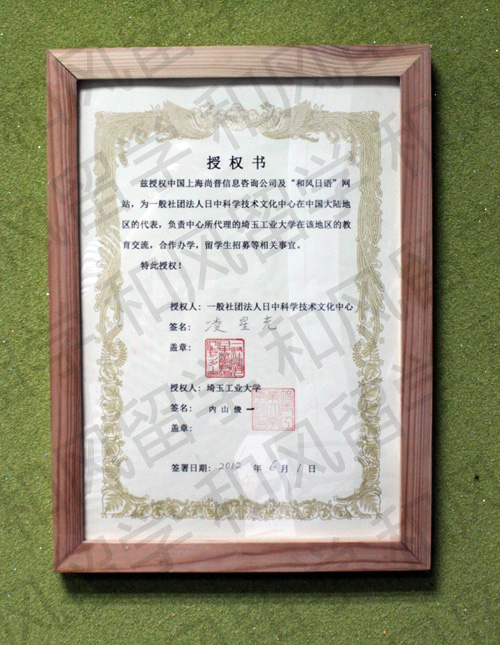 授权书
兹授权中国上海尚普信息咨询公司及“和风日语”网
站，为一般社团法人日中科学技术文化中心在中国大陆地
区的代表，负责中心所代理的埼玉工业大学在该地区的教
育交流，合作办学，留学生招募等相关事宜。
特此授权！
授权人：一般社团法人日中科学技术文化中心
签名：凌星光
盖章：
授权人：埼玉工业大学
签名：内山俊一
盖章：
签署日期：2012 年 6 月 1 日
和风留学